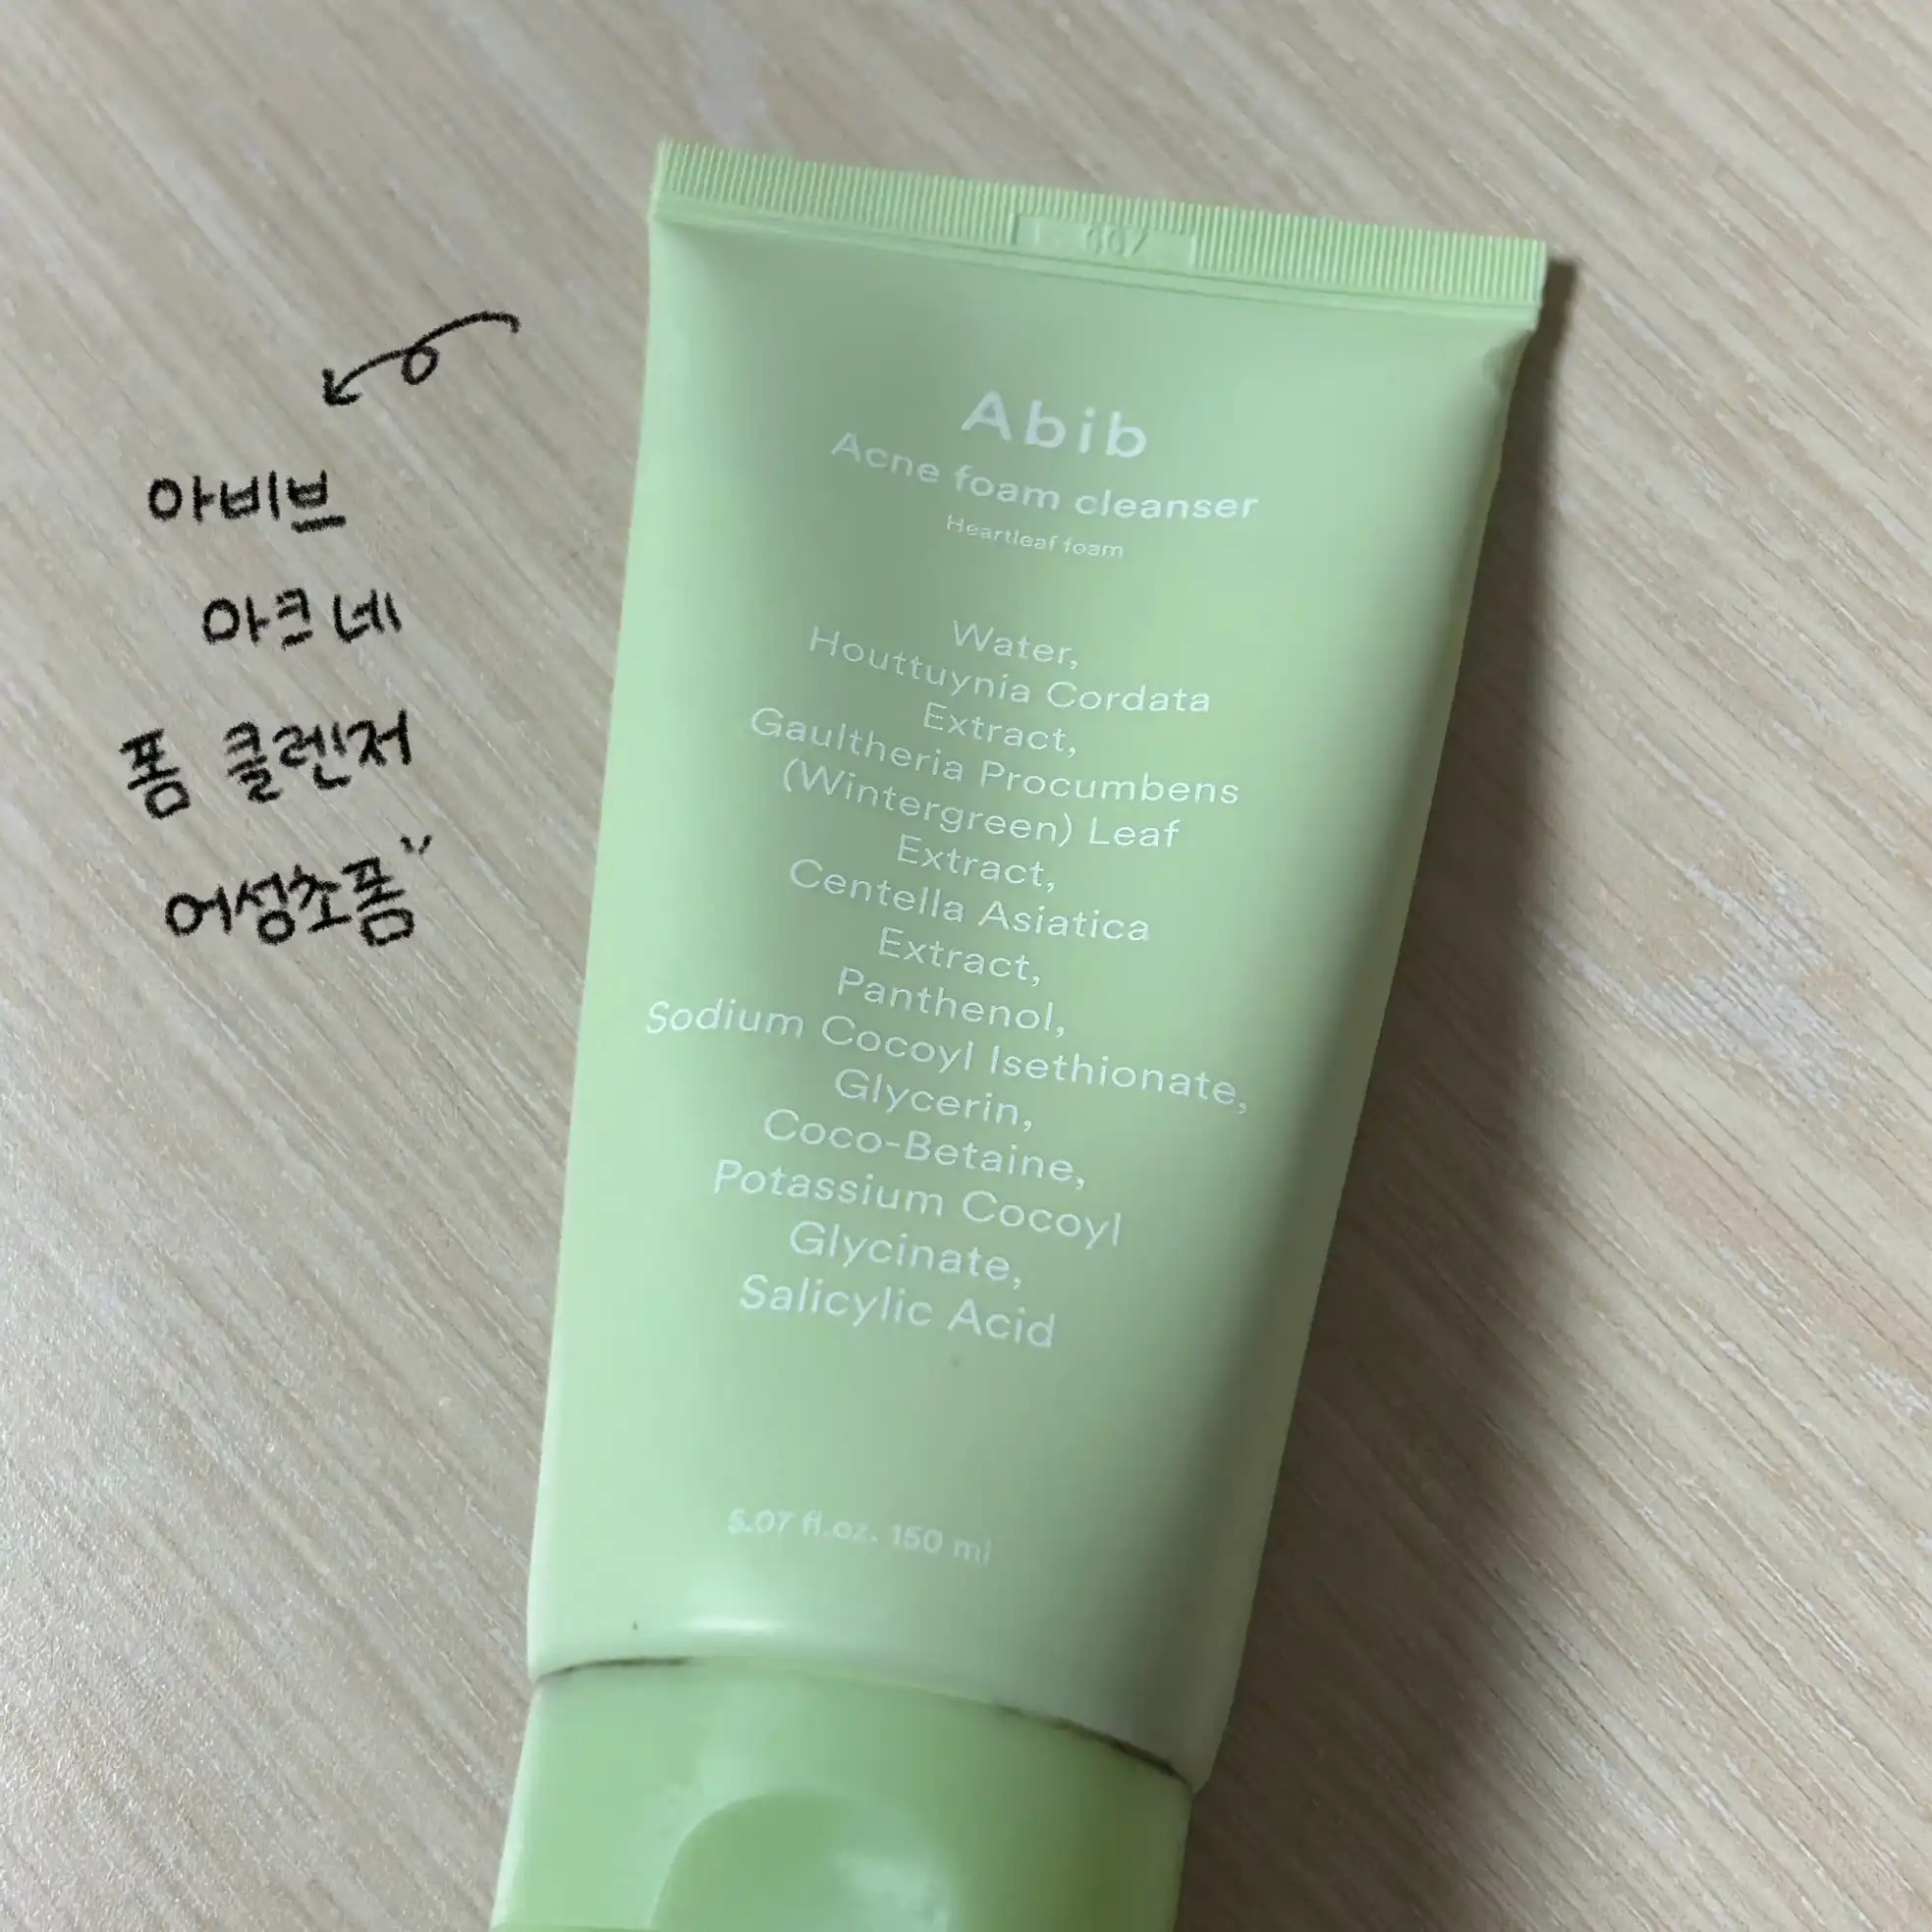 아비브
아크네
폼 클렌저
어성초폼
Abib
Acne foam cleanser
Heartleaf foam
Water,
Houttuynia Cordata
Extract,
Gaultheria Procumbens
(Wintergreen) Leaf
Extract,
Centella Asiatica
Extract,
Panthenol,
Sodium Cocoyl Isethionate,
Glycerin,
Coco-Betaine,
Potassium Cocoyl
Glycinate,
Salicylic Acid
5.07 fl.oz. 150 ml